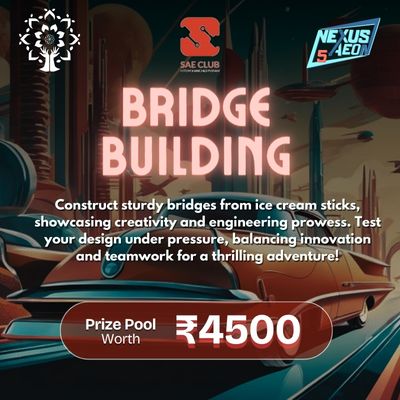 SAE CLUB
NEXUS
5 AEON
BRIDGE
BUILDING
Construct sturdy bridges from ice cream sticks,
showcasing creativity and engineering prowess. Test
your design under pressure, balancing innovation
and teamwork for a thrilling adventure!
Prize Pool
Worth
₹4500